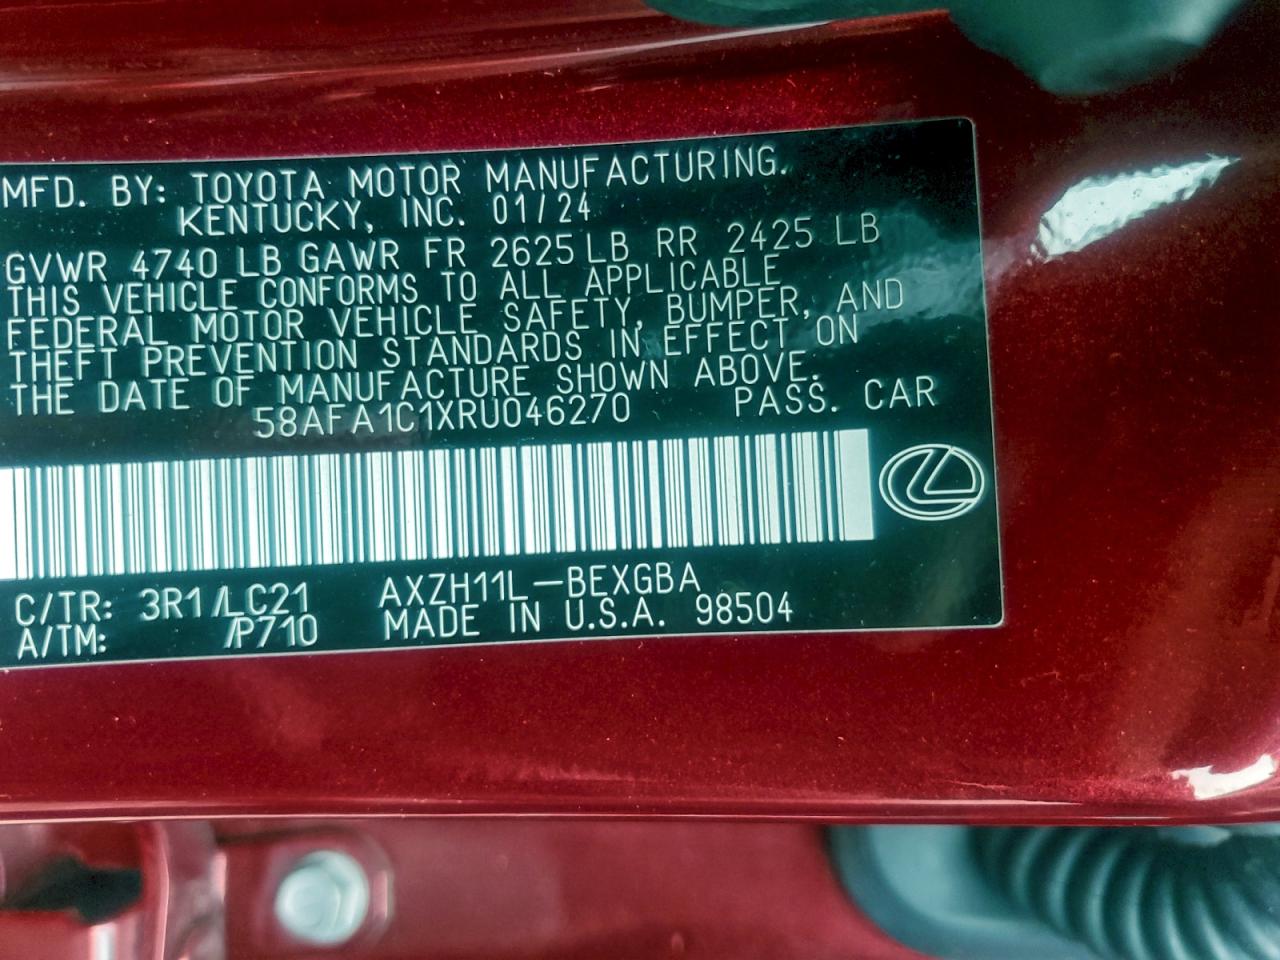 MFD. BY: TOYOTA MOTOR MANUFACTURING.
KENTUCKY, INC. 01/24
GVWR 4740 LB GAWR FR 2625 LB RR 2425 LB
THIS VEHICLE CONFORMS TO ALL APPLICABLE
FEDERAL MOTOR VEHICLE SAFETY, BUMPER, AND
THEFT PREVENTION STANDARDS IN EFFECT ON
THE DATE OF MANUFACTURE SHOWN ABOVE.
58AFA1C1XRU046270 PASS. CAR
C/TR: 3R1/LC21 AXZH11L-BEXGBA
A/TM: /P710 MADE IN U.S.A. 98504